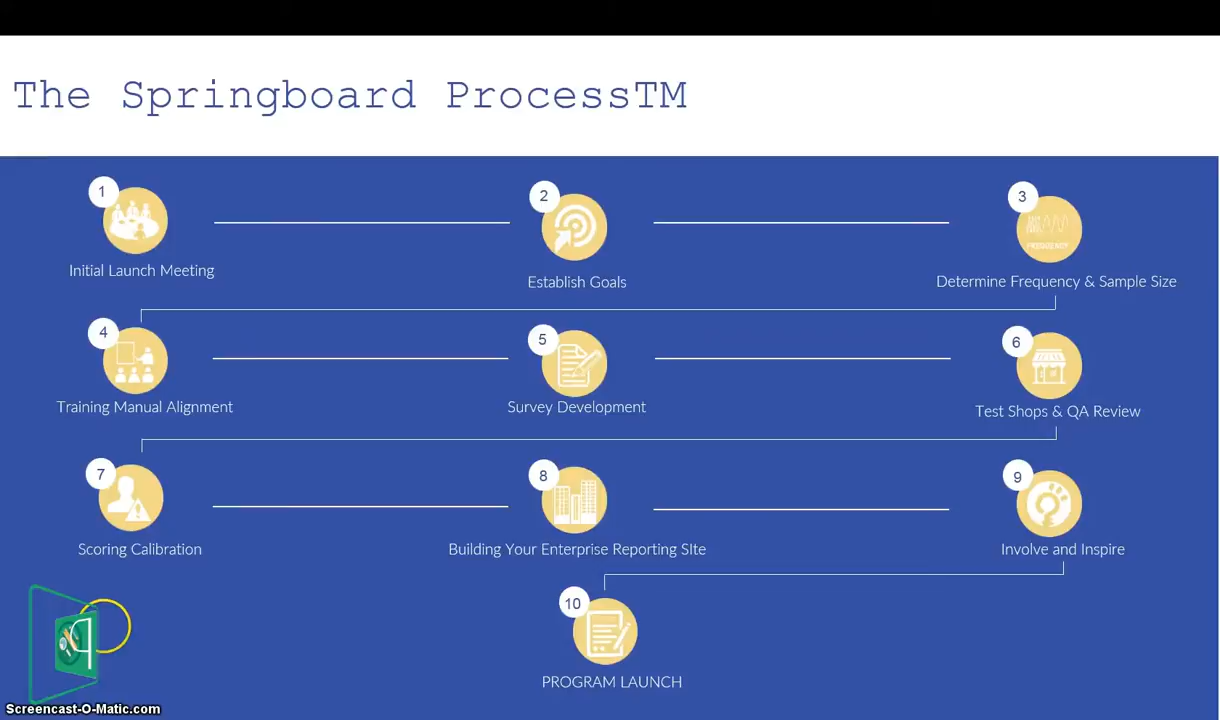 The Springboard ProcessTM
1
2
3
FREQUENCY
Initial Launch Meeting
Establish Goals
Determine Frequency & Sample Size
4
5
6
Training Manual Alignment
Survey Development
Test Shops & QA Review
7
8
9
Scoring Calibration
Building Your Enterprise Reporting SIte
Involve and Inspire
10
PROGRAM LAUNCH
Screencast-O-Matic.com